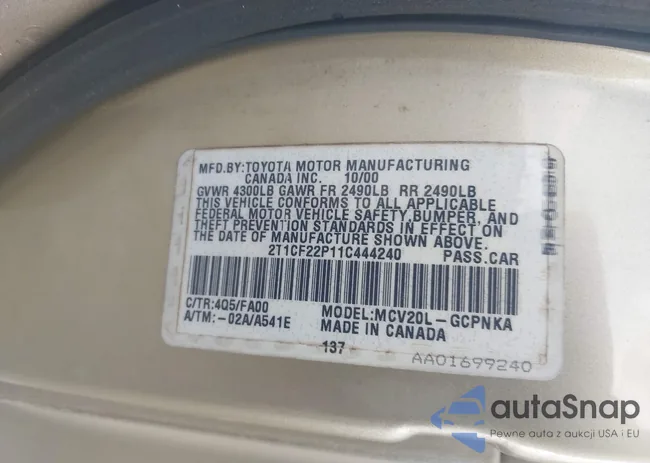 MFD.BY:TOYOTA MOTOR MANUFACTURING
CANADA INC. 10/00
GVWR 4300LB GAWR FR 2490LB RR 2490LB
THIS VEHICLE CONFORMS TO ALL APPLICABLE
FEDERAL MOTOR VEHICLE SAFETY,BUMPER, AND
THEFT PREVENTION STANDARDS IN EFFECT ON
THE DATE OF MANUFACTURE SHOWN ABOVE.
2T1CF22P11C444240 PASS.CAR
C/TR:4Q5/FA00 MODEL:MCV20L-GCPNKA
A/TM:-02A/A541E MADE IN CANADA
137
AA01699240
autaSnap
Pewne auta z aukcji USA i EU